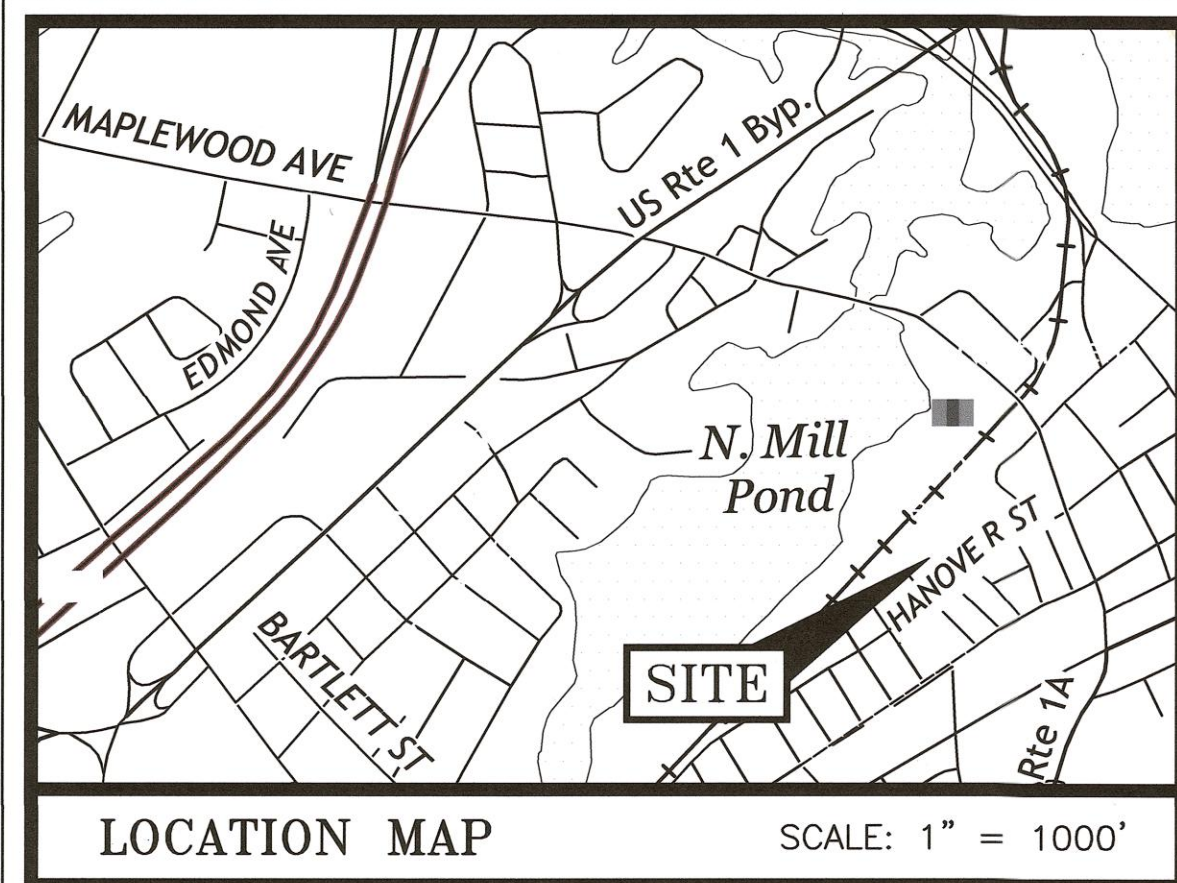 MAPLEWOOD AVE
US Rte 1 Byp.
EDMOND AVE
N. Mill
Pond
HANOVER ST
BARTLETT ST
SITE
Rte 1A
LOCATION MAP
SCALE: 1" = 1000'